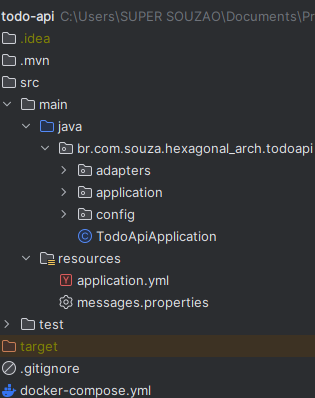 todo-api C:\Users\SUPER SOUZAO\Documents\Pr
.idea
.mvn
src
main
java
br.com.souza.hexagonal_arch.todoapi
adapters
application
config
TodoApiApplication
resources
application.yml
messages.properties
test
target
.gitignore
docker-compose.yml